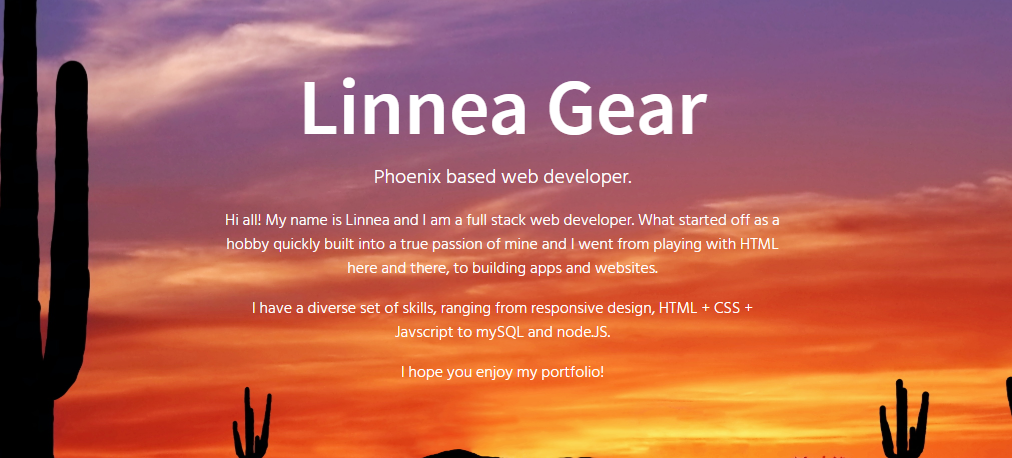 Linnea Gear
Phoenix based web developer.
Hi all! My name is Linnea and I am a full stack web developer. What started off as a
hobby quickly built into a true passion of mine and I went from playing with HTML
here and there, to building apps and websites.
I have a diverse set of skills, ranging from responsive design, HTML + CSS +
Javscript to mySQL and nodeJS.
I hope you enjoy my portfolio!